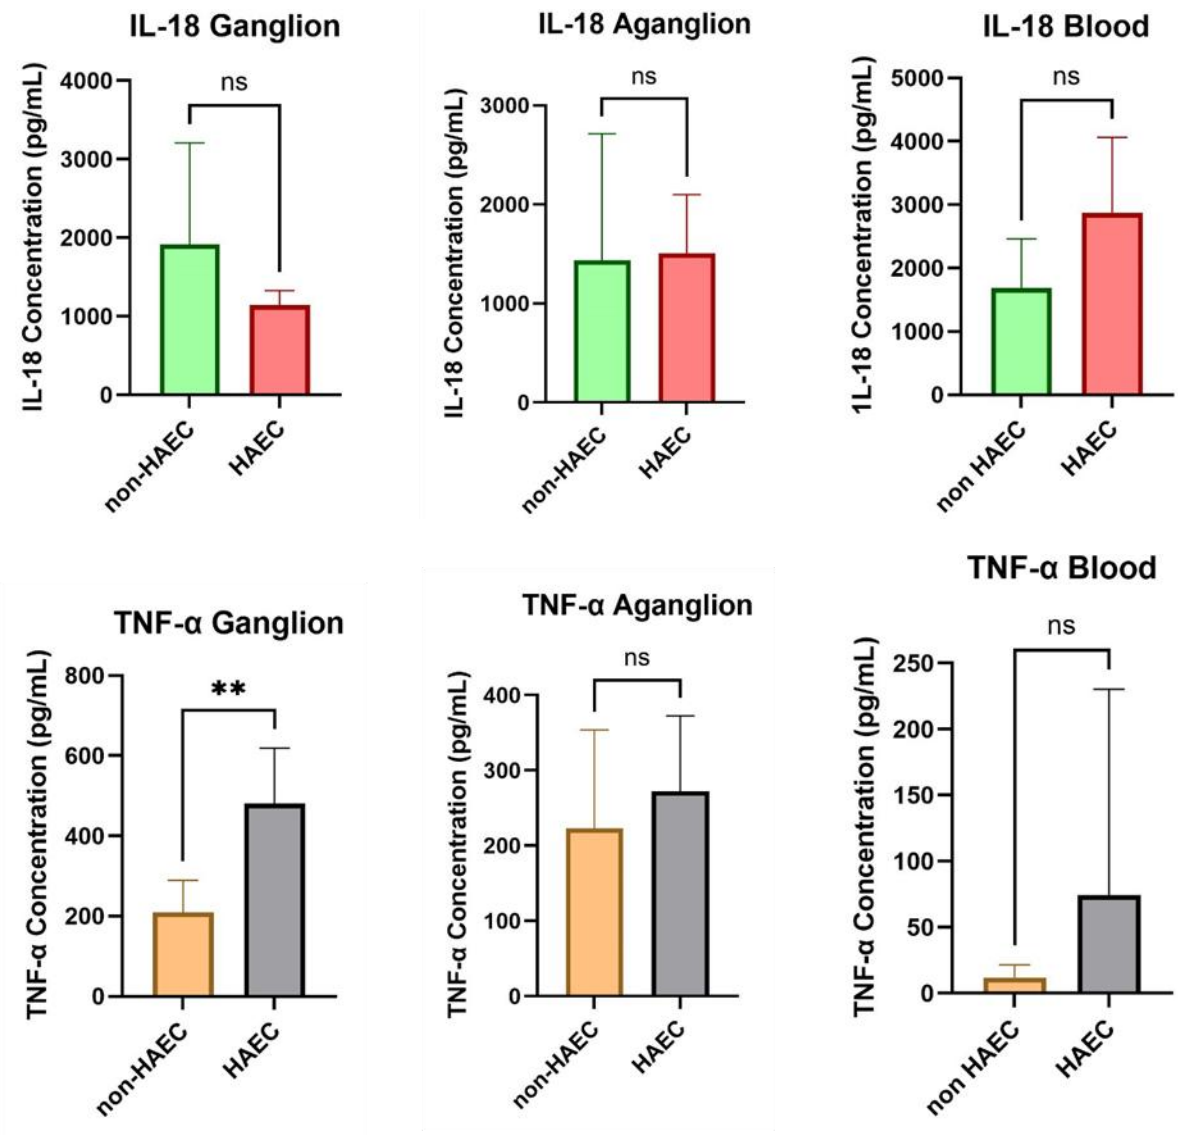 IL-18 Ganglion
IL-18 Concentration (pg/mL)
4000
3000
2000
1000
0
ns
non-HAEC
HAEC
IL-18 Aganglion
IL-18 Concentration (pg/mL)
3000
2000
1000
0
ns
non-HAEC
HAEC
IL-18 Blood
1L-18 Concentration (pg/mL)
5000
4000
3000
2000
1000
0
ns
non HAEC
HAEC
TNF-α Ganglion
TNF-α Concentration (pg/mL)
800
600
400
200
0
**
non-HAEC
HAEC
TNF-α Aganglion
TNF-α Concentration (pg/mL)
400
300
200
100
0
ns
non-HAEC
HAEC
TNF-α Blood
TNF-α Concentration (pg/mL)
250
200
150
100
50
0
ns
non HAEC
HAEC